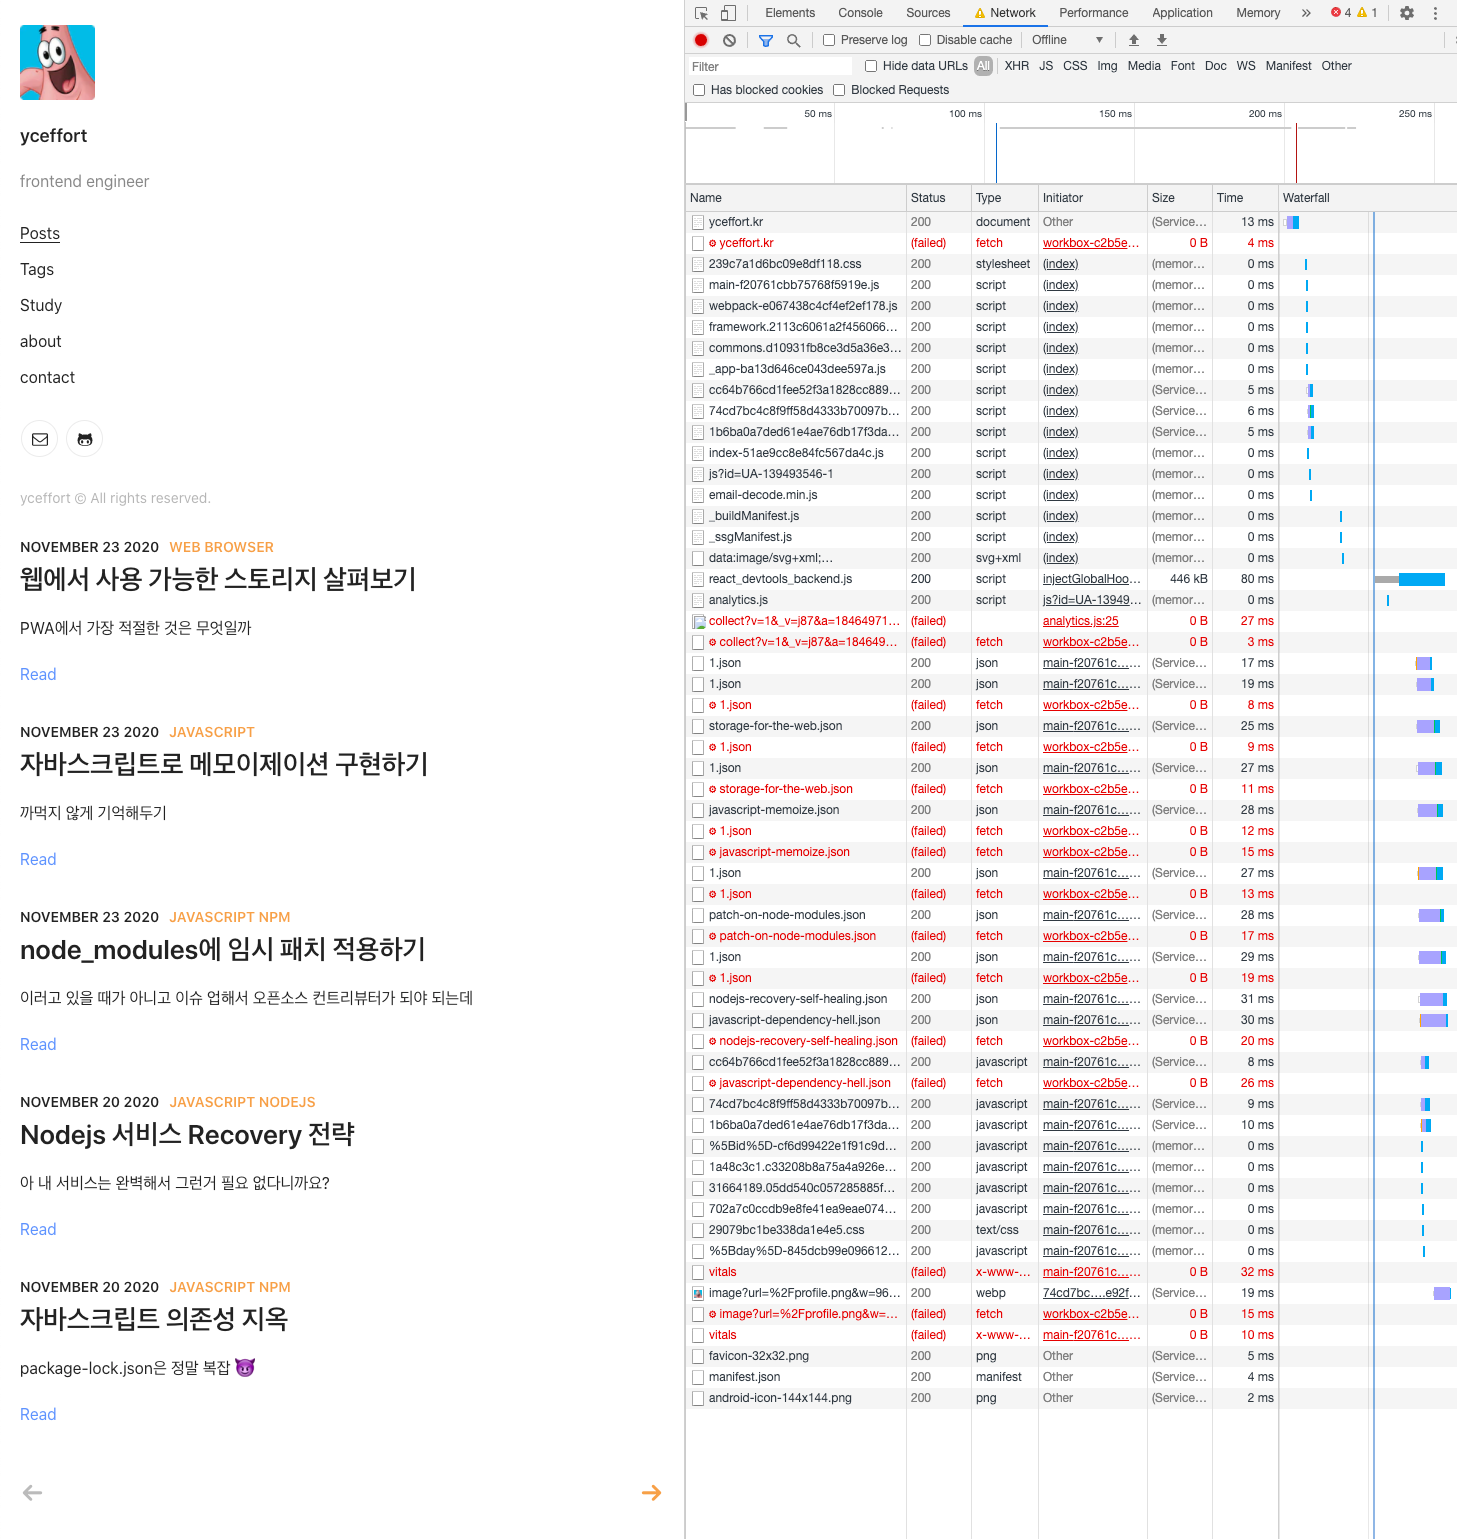 yceffort
frontend engineer
Posts
Tags
Study
about
contact
yceffort © All rights reserved.
NOVEMBER 23 2020 WEB BROWSER
웹에서 사용 가능한 스토리지 살펴보기
PWA에서 가장 적절한 것은 무엇일까
Read
NOVEMBER 23 2020 JAVASCRIPT
자바스크립트로 메모이제이션 구현하기
까먹지 않게 기억해두기
Read
NOVEMBER 23 2020 JAVASCRIPT NPM
node_modules에 임시 패치 적용하기
이러고 있을 때가 아니고 이슈 업해서 오픈소스 컨트리뷰터가 되야 되는데
Read
NOVEMBER 20 2020 JAVASCRIPT NODEJS
Nodejs 서비스 Recovery 전략
아 내 서비스는 완벽해서 그런거 필요 없다니까요?
Read
NOVEMBER 20 2020 JAVASCRIPT NPM
자바스크립트 의존성 지옥
package-lock.json은 정말 복잡 😈
Read
Elements Console Sources Network Performance Application Memory » 4 1
Preserve log Disable cache Offline
Filter Hide data URLs All XHR JS CSS Img Media Font Doc WS Manifest Other
Has blocked cookies Blocked Requests
50 ms 100 ms 150 ms 200 ms 250 ms
Name Status Type Initiator Size Time Waterfall
yceffort.kr 200 document Other (Service... 13 ms
yceffort.kr (failed) fetch workbox-c2b5e... 0 B 4 ms
239c7a1d6bc09e8df118.css 200 stylesheet (index) (memor... 0 ms
main-f20761cbb75768f5919e.js 200 script (index) (memor... 0 ms
webpack-e067438c4cf4ef2ef178.js 200 script (index) (memor... 0 ms
framework.2113c6061a2f456066... 200 script (index) (memor... 0 ms
commons.d10931fb8ce3d5a36e3... 200 script (index) (memor... 0 ms
_app-ba13d646ce043dee597a.js 200 script (index) (memor... 0 ms
cc64b766cd1fee52f3a1828cc889... 200 script (index) (Service... 5 ms
74cd7bc4c8f9ff58d4333b70097b... 200 script (index) (Service... 6 ms
1b6ba0a7ded61e4ae76db17f3da... 200 script (index) (Service... 5 ms
index-51ae9cc8e84fc567da4c.js 200 script (index) (memor... 0 ms
js?id=UA-139493546-1 200 script (index) (memor... 0 ms
email-decode.min.js 200 script (index) (memor... 0 ms
_buildManifest.js 200 script (index) (memor... 0 ms
_ssgManifest.js 200 script (index) (memor... 0 ms
data:image/svg+xml;... 200 svg+xml (index) (memor... 0 ms
react_devtools_backend.js 200 script injectGlobalHoo... 446 kB 80 ms
analytics.js 200 script js?id=UA-13949... (memor... 0 ms
collect?v=1&_v=j87&a=18464971... (failed) analytics.js:25 0 B 27 ms
collect?v=1&_v=j87&a=184649... (failed) fetch workbox-c2b5e... 0 B 3 ms
1.json 200 json main-f20761c...... (Service... 17 ms
1.json 200 json main-f20761c...... (Service... 19 ms
1.json (failed) fetch workbox-c2b5e... 0 B 8 ms
storage-for-the-web.json 200 json main-f20761c...... (Service... 25 ms
1.json (failed) fetch workbox-c2b5e... 0 B 9 ms
1.json 200 json main-f20761c...... (Service... 27 ms
storage-for-the-web.json (failed) fetch workbox-c2b5e... 0 B 11 ms
javascript-memoize.json 200 json main-f20761c...... (Service... 28 ms
1.json (failed) fetch workbox-c2b5e... 0 B 12 ms
javascript-memoize.json (failed) fetch workbox-c2b5e... 0 B 15 ms
1.json 200 json main-f20761c...... (Service... 27 ms
1.json (failed) fetch workbox-c2b5e... 0 B 13 ms
patch-on-node-modules.json 200 json main-f20761c...... (Service... 28 ms
patch-on-node-modules.json (failed) fetch workbox-c2b5e... 0 B 17 ms
1.json 200 json main-f20761c...... (Service... 29 ms
1.json (failed) fetch workbox-c2b5e... 0 B 19 ms
nodejs-recovery-self-healing.json 200 json main-f20761c...... (Service... 31 ms
javascript-dependency-hell.json 200 json main-f20761c...... (Service... 30 ms
nodejs-recovery-self-healing.json (failed) fetch workbox-c2b5e... 0 B 20 ms
cc64b766cd1fee52f3a1828cc889... 200 javascript main-f20761c...... (Service... 8 ms
javascript-dependency-hell.json (failed) fetch workbox-c2b5e... 0 B 26 ms
74cd7bc4c8f9ff58d4333b70097b... 200 javascript main-f20761c...... (Service... 9 ms
1b6ba0a7ded61e4ae76db17f3da... 200 javascript main-f20761c...... (Service... 10 ms
%5Bid%5D-cf6d99422e1f91c9d... 200 javascript main-f20761c...... (memor... 0 ms
1a48c3c1.c33208b8a75a4a926e... 200 javascript main-f20761c...... (memor... 0 ms
31664189.05dd540c057285885f... 200 javascript main-f20761c...... (memor... 0 ms
702a7c0ccdb9e8fe41ea9eae074... 200 javascript main-f20761c...... (memor... 0 ms
29079bc1be338da1e4e5.css 200 text/css main-f20761c...... (memor... 0 ms
%5Bday%5D-845dcb99e096612... 200 javascript main-f20761c...... (memor... 0 ms
vitals (failed) x-www-... main-f20761c...... 0 B 32 ms
image?url=%2Fprofile.png&w=96... 200 webp 74cd7bc....e92f... (Service... 19 ms
image?url=%2Fprofile.png&w=... (failed) fetch workbox-c2b5e... 0 B 15 ms
vitals (failed) x-www-... main-f20761c...... 0 B 10 ms
favicon-32x32.png 200 png Other (Service... 5 ms
manifest.json 200 manifest Other (Service... 4 ms
android-icon-144x144.png 200 png Other (Service... 2 ms